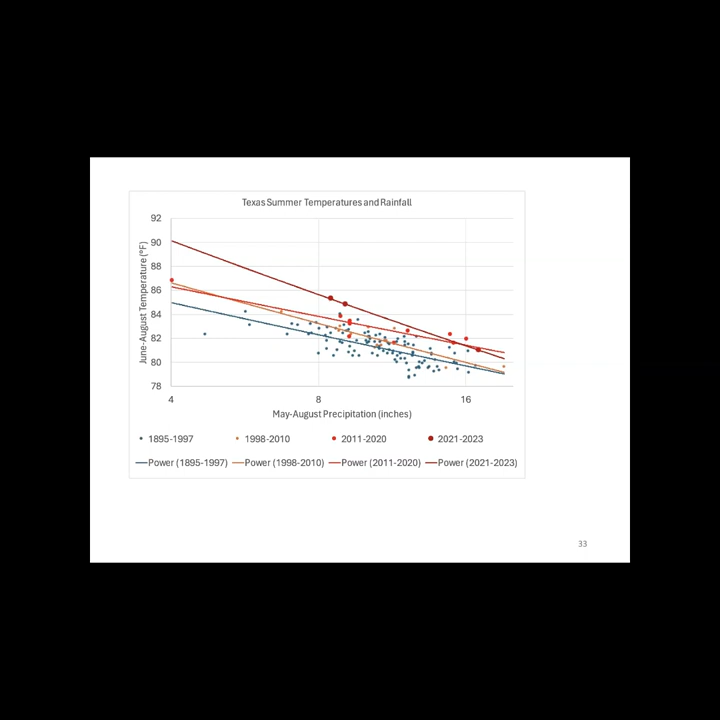 Texas Summer Temperatures and Rainfall
92
90
88
86
84
82
80
78
June-August Temperature (°F)
4 8 16
May-August Precipitation (inches)
1895-1997 1998-2010 2011-2020 2021-2023
Power (1895-1997) Power (1998-2010) Power (2011-2020) Power (2021-2023)
33